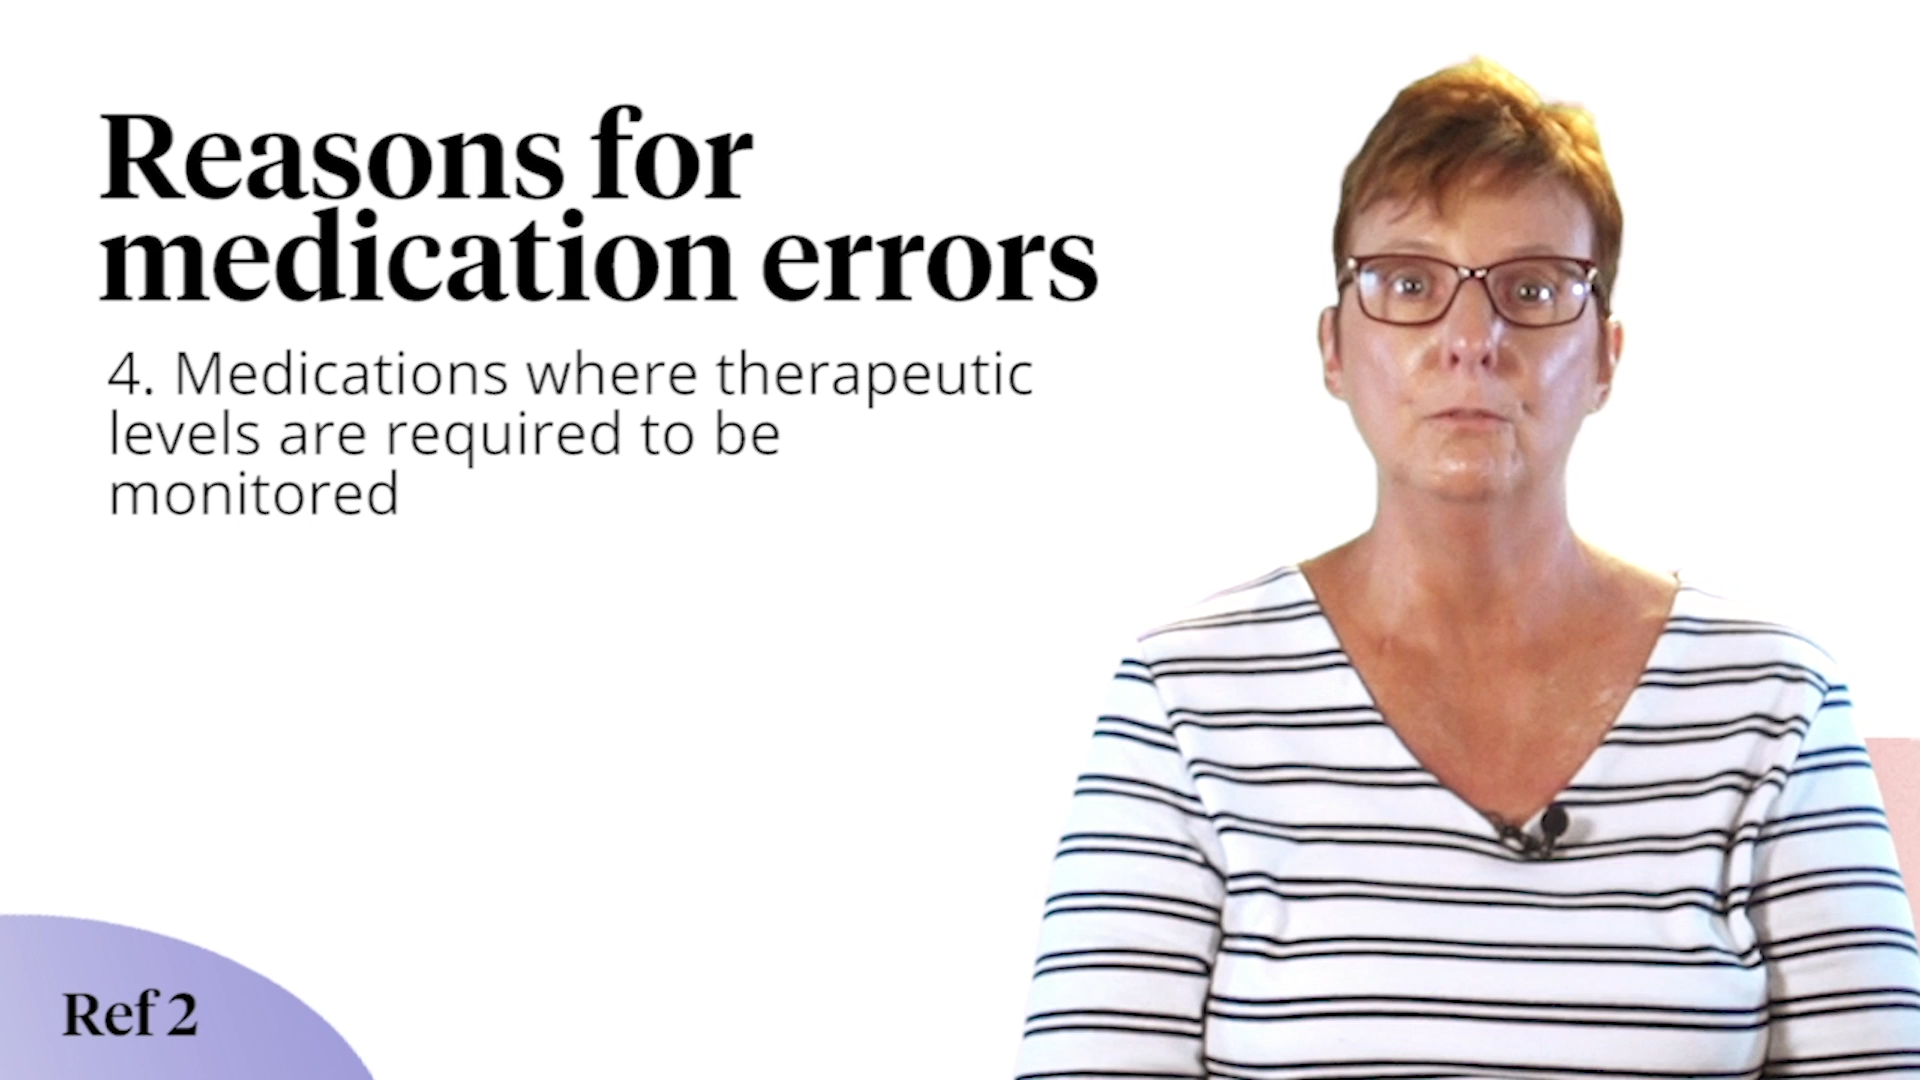 Reasons for
medication errors
4. Medications where therapeutic
levels are required to be
monitored
Ref 2